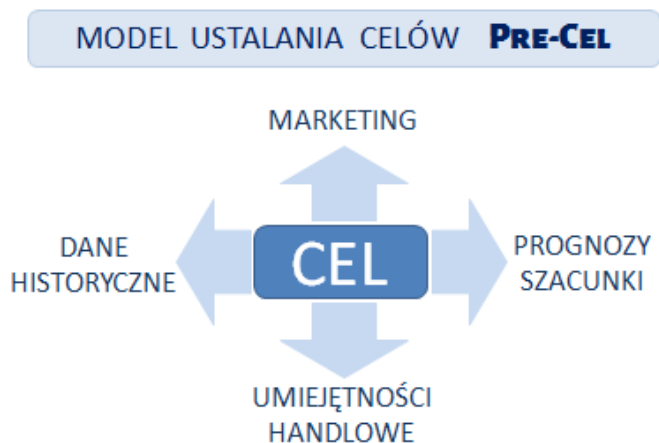 MODEL USTALANIA CELÓW PRE-CEL
MARKETING
DANE
HISTORYCZNE
CEL
PROGNOZY
SZACUNKI
UMIEJĘTNOŚCI
HANDLOWE